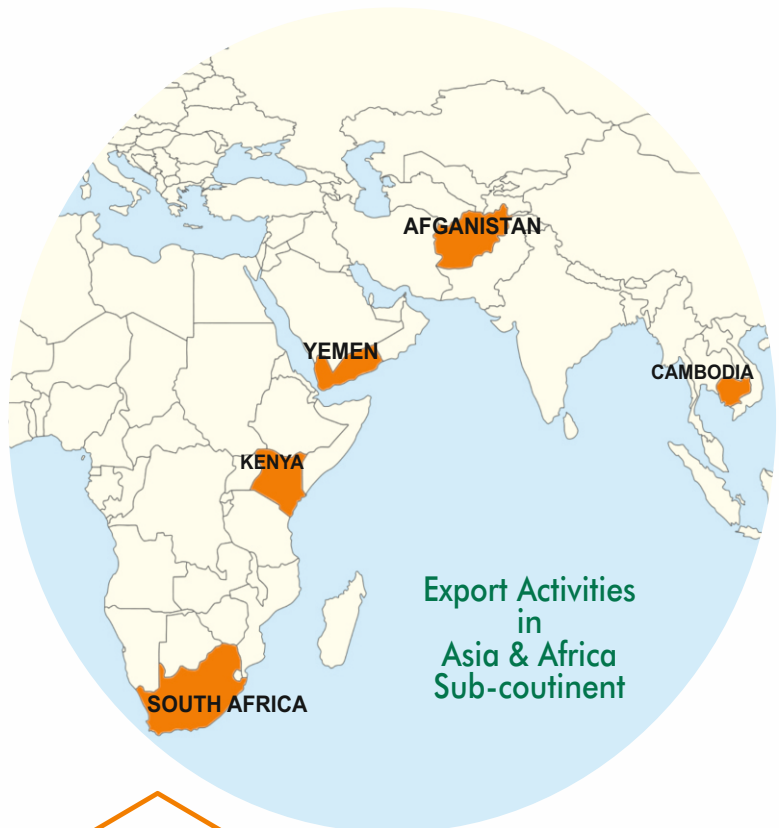 AFGANISTAN
YEMEN
CAMBODIA
KENYA
Export Activities
in
Asia & Africa
Sub-coutinent
SOUTH AFRICA